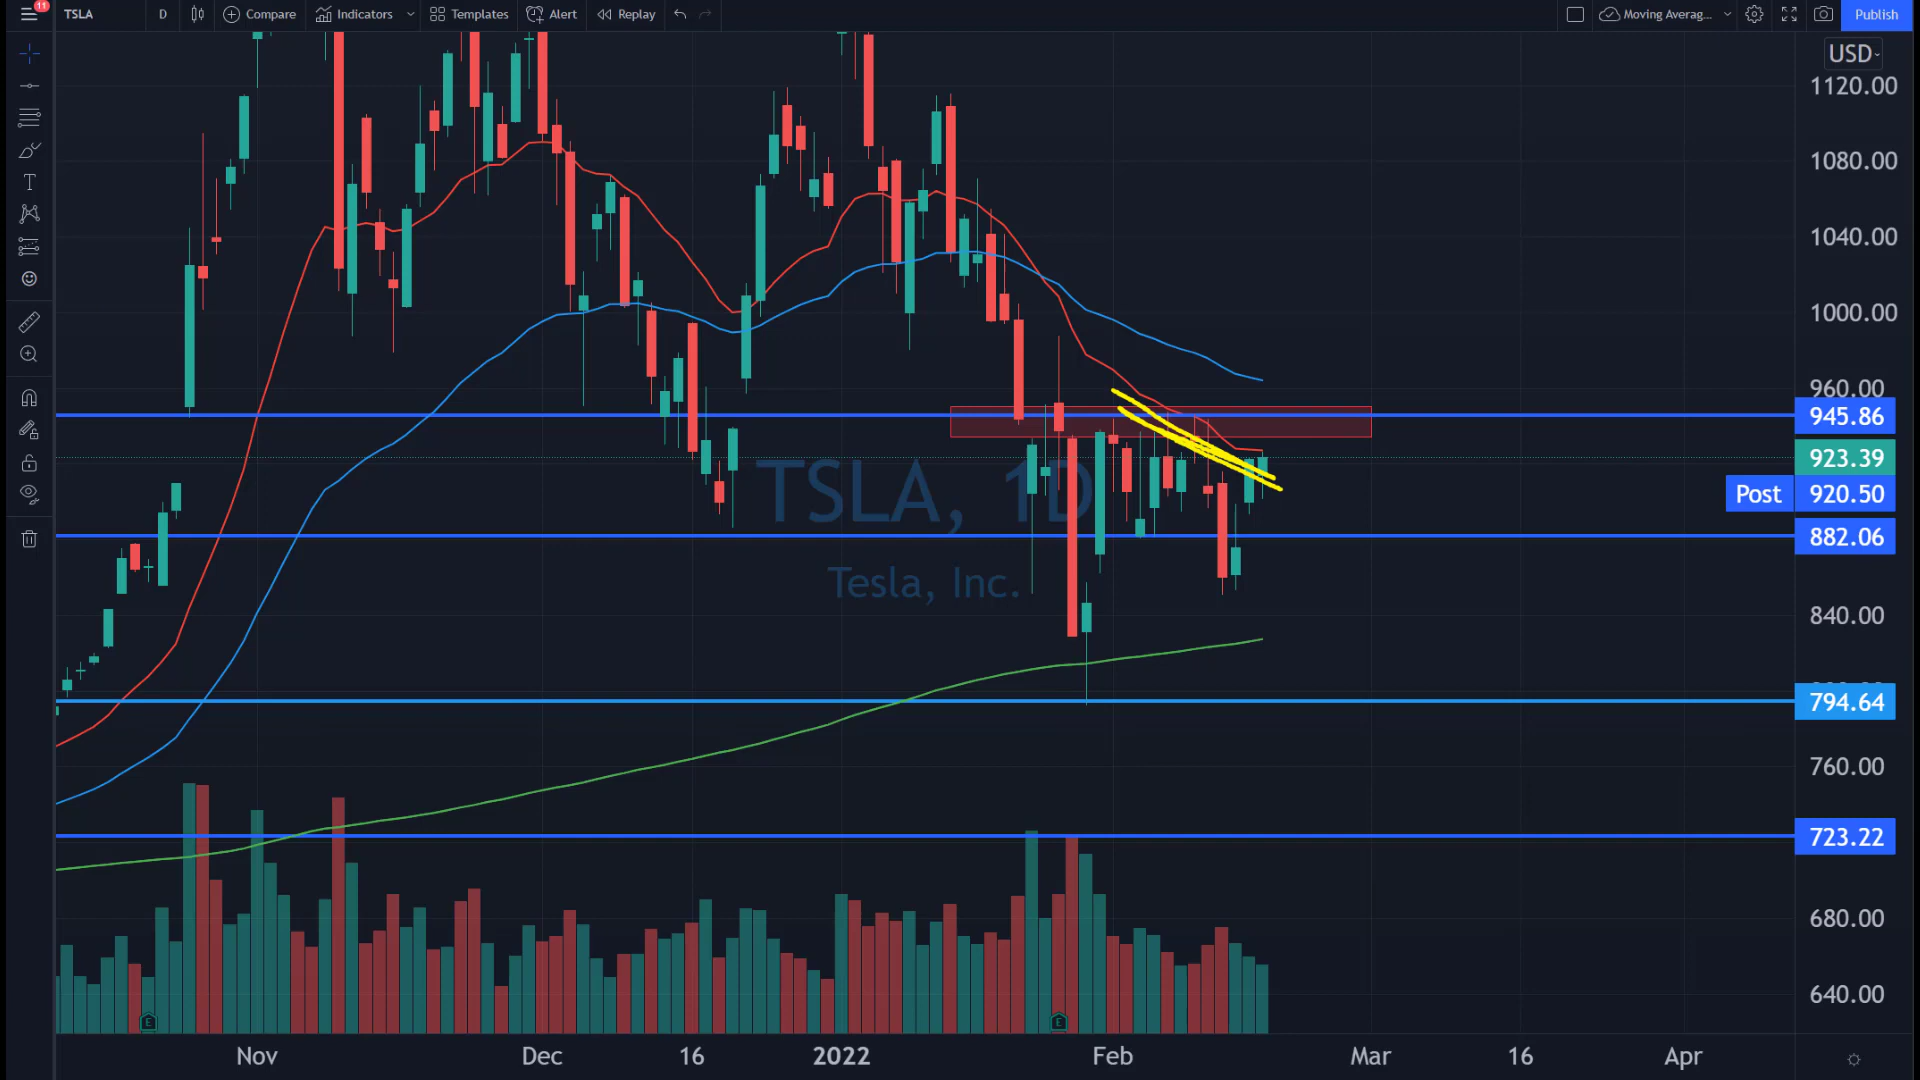 11
TSLA D Compare Indicators Templates Alert Replay Moving Averag... Publish
USD
1120.00
1080.00
1040.00
1000.00
960.00
945.86
923.39
Post 920.50
882.06
840.00
794.64
760.00
723.22
680.00
640.00
TSLA, 1D
Tesla, Inc.
E E
Nov Dec 16 2022 Feb Mar 16 Apr